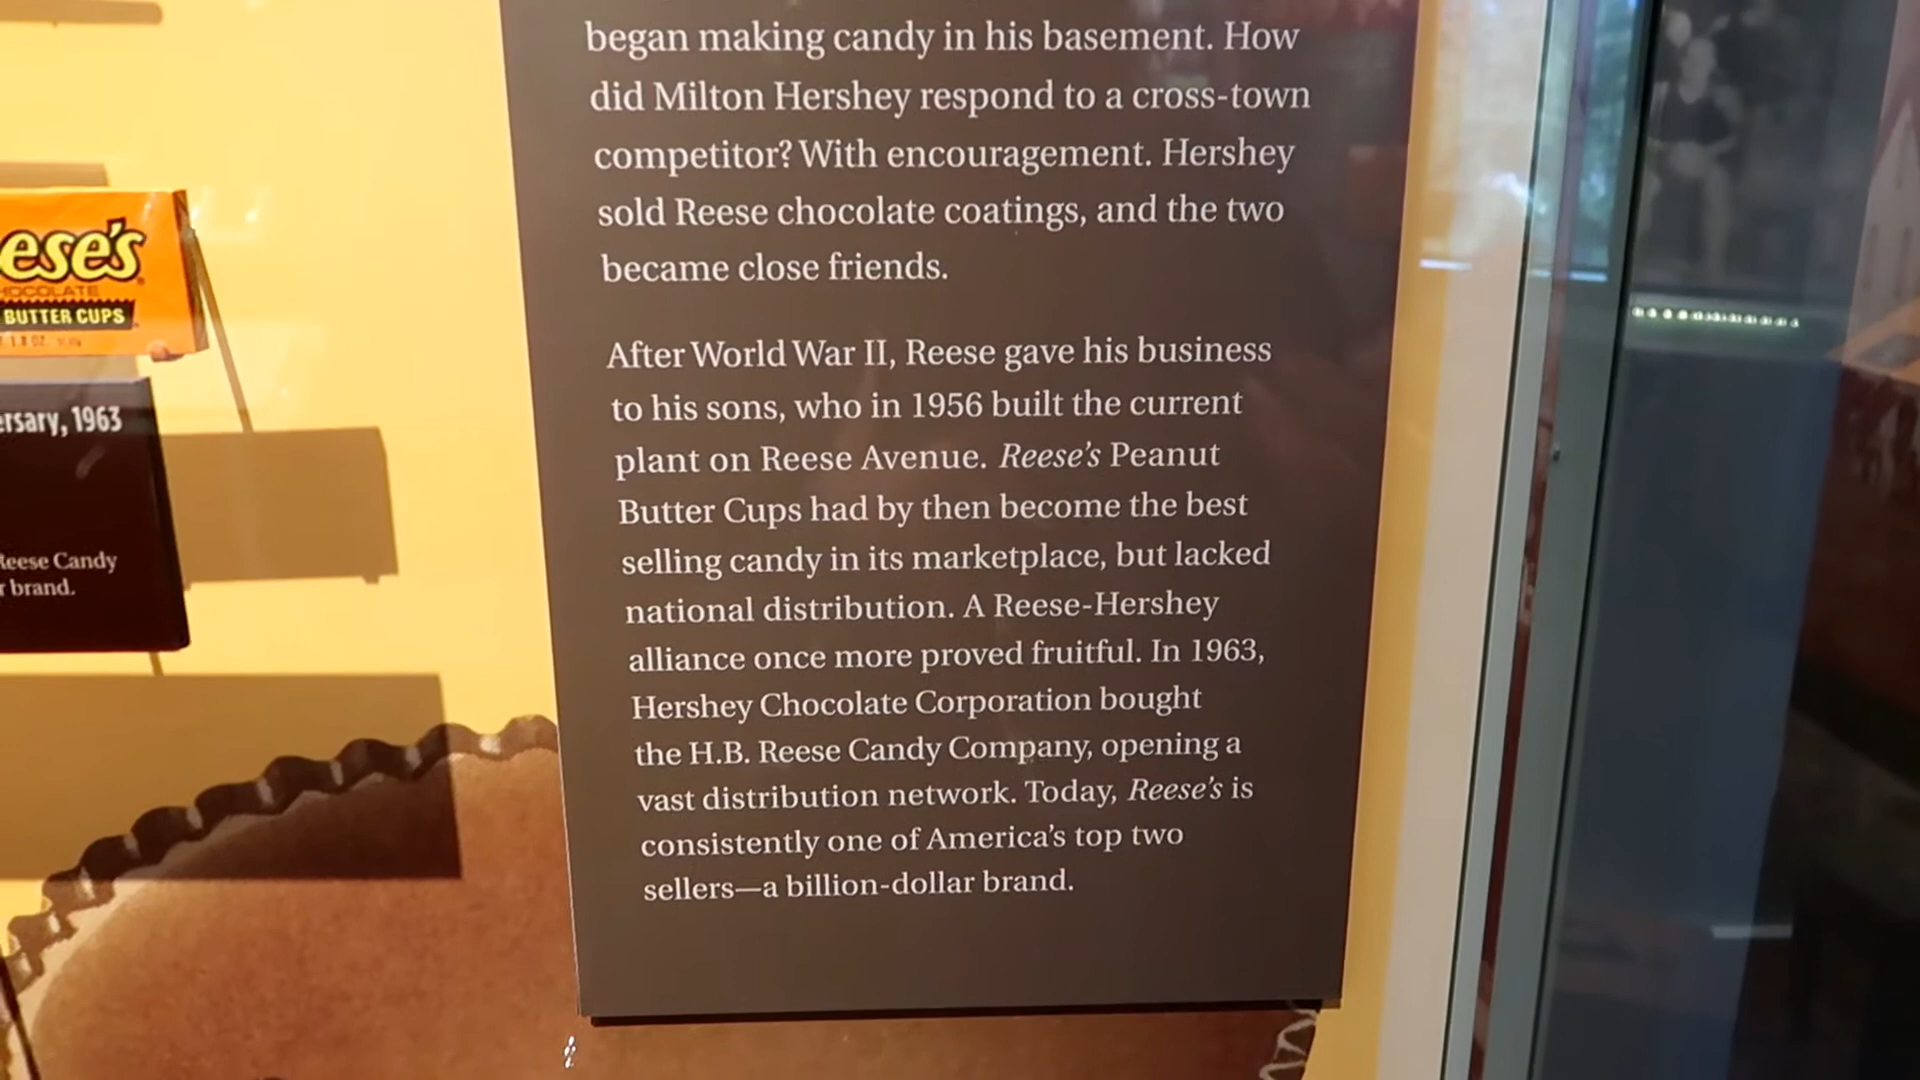 began making candy in his basement. How
did Milton Hershey respond to a cross-town
competitor? With encouragement. Hershey
sold Reese chocolate coatings, and the two
became close friends.
After World War II, Reese gave his business
to his sons, who in 1956 built the current
plant on Reese Avenue. Reese's Peanut
Butter Cups had by then become the best
selling candy in its marketplace, but lacked
national distribution. A Reese-Hershey
alliance once more proved fruitful. In 1963,
Hershey Chocolate Corporation bought
the H.B. Reese Candy Company, opening a
vast distribution network. Today, Reese's is
consistently one of America's top two
sellers—a billion-dollar brand.
ese's
HOCOLATE
BUTTER CUPS
1.8 OZ.
ersary, 1963
Reese Candy
r brand.